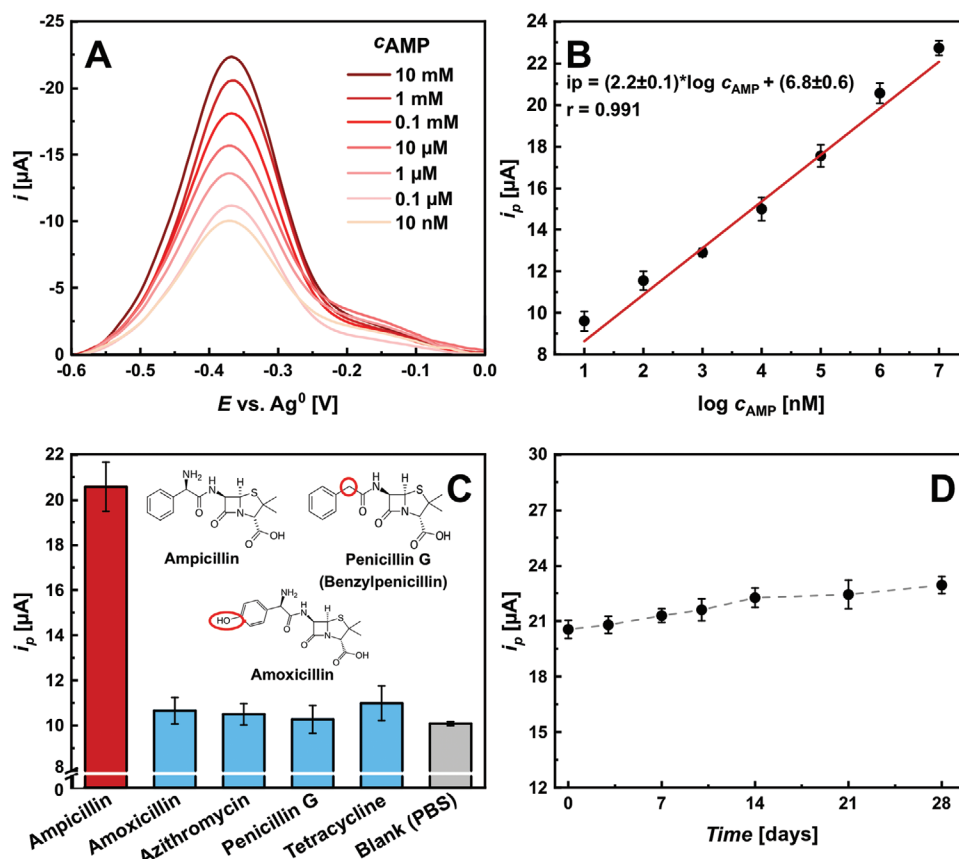 A
-25
-20
-15
-10
-5
0
i [µA]
-0.6
-0.5
-0.4
-0.3
-0.2
-0.1
0.0
E vs. Ag⁰ [V]
cAMP
10 mM
1 mM
0.1 mM
10 µM
1 µM
0.1 µM
10 nM
B
ip = (2.2±0.1)*log cAMP + (6.8±0.6)
r = 0.991
24
22
20
18
16
14
12
10
8
ip [µA]
1
2
3
4
5
6
7
log cAMP [nM]
C
22
20
18
16
14
12
10
8
0
ip [µA]
NH₂
H
N
H
S
O
O
N
O
OH
Ampicillin
H
N
H
S
O
O
N
O
OH
Penicillin G
(Benzylpenicillin)
HO
NH₂
H
N
H
S
O
O
N
O
OH
Amoxicillin
Ampicillin
Amoxicillin
Azithromycin
Penicillin G
Tetracycline
Blank (PBS)
D
30
27
24
21
18
15
12
ip [µA]
0
7
14
21
28
Time [days]